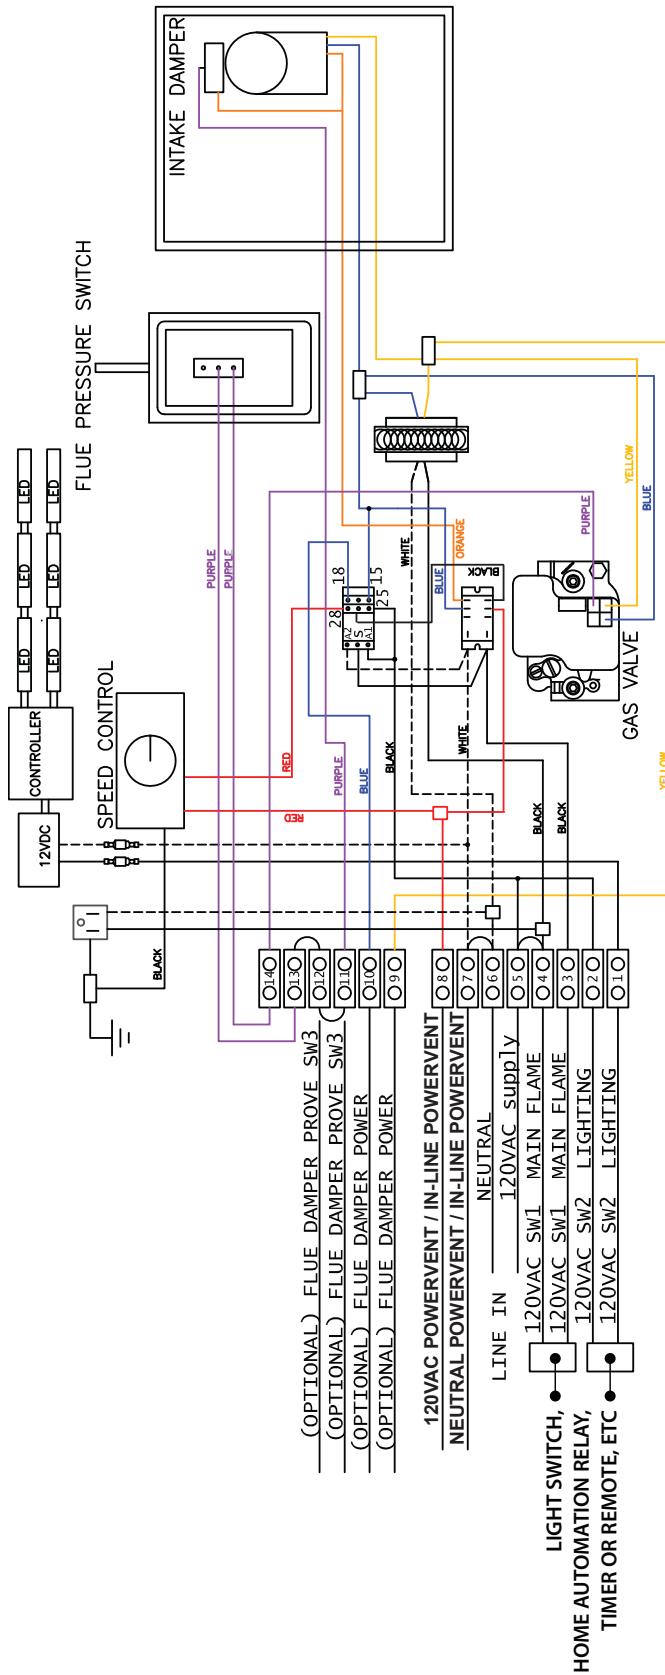 INTAKE DAMPER
FLUE PRESSURE SWITCH
LED
LED
LED
LED
LED
LED
CONTROLLER
12VDC
SPEED CONTROL
PURPLE
PURPLE
18
15
28
25
A2
S
A1
WHITE
BLUE
ORANGE
BLACK
PURPLE
YELLOW
BLUE
GAS VALVE
RED
RED
PURPLE
BLUE
BLACK
WHITE
BLACK
BLACK
YELLOW
BLACK
14
13
12
11
10
9
8
7
6
5
4
3
2
1
(OPTIONAL) FLUE DAMPER PROVE SW3
(OPTIONAL) FLUE DAMPER PROVE SW3
(OPTIONAL) FLUE DAMPER POWER
(OPTIONAL) FLUE DAMPER POWER
120VAC POWERVENT / IN-LINE POWERVENT
NEUTRAL POWERVENT / IN-LINE POWERVENT
LINE IN
NEUTRAL
120VAC supply
120VAC SW1 MAIN FLAME
120VAC SW1 MAIN FLAME
120VAC SW2 LIGHTING
120VAC SW2 LIGHTING
LIGHT SWITCH,
HOME AUTOMATION RELAY,
TIMER OR REMOTE, ETC